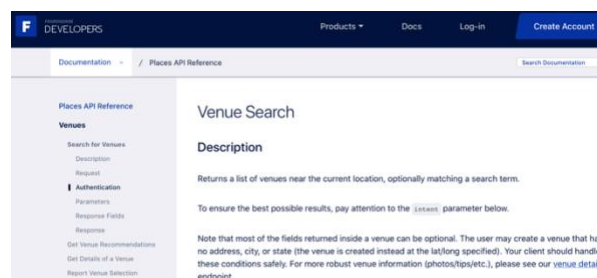 FOURSQUARE
F DEVELOPERS
Products
Docs
Log-in
Create Account
Documentation / Places API Reference
Search Documentation
Places API Reference
Venues
Search for Venues
Description
Request
Authentication
Parameters
Response Fields
Response
Get Venue Recommendations
Get Details of a Venue
Report Venue Selection
Venue Search
Description
Returns a list of venues near the current location, optionally matching a search term.
To ensure the best possible results, pay attention to the intent parameter below.
Note that most of the fields returned inside a venue can be optional. The user may create a venue that ha
no address, city, or state (the venue is created instead at the lat/long specified). Your client should handl
these conditions safely. For more robust venue information (photos/tips/etc.), please see our venue detai
endpoint